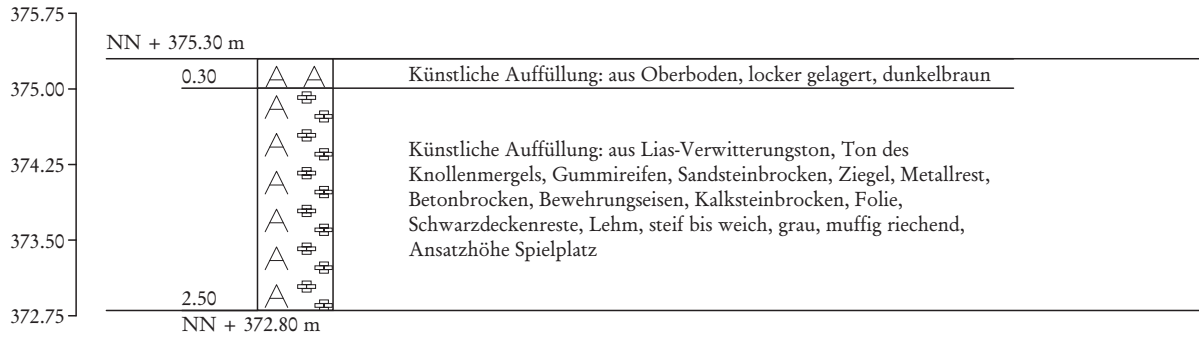 375.75
NN + 375.30 m
0.30
Künstliche Auffüllung: aus Oberboden, locker gelagert, dunkelbraun
375.00
Künstliche Auffüllung: aus Lias-Verwitterungston, Ton des
374.25
Knollenmergels, Gummireifen, Sandsteinbrocken, Ziegel, Metallrest,
Betonbrocken, Bewehrungseisen, Kalksteinbrocken, Folie,
Schwarzdeckenreste, Lehm, steif bis weich, grau, muffig riechend,
373.50
Ansatzhöhe Spielplatz
2.50
372.75
NN + 372.80 m